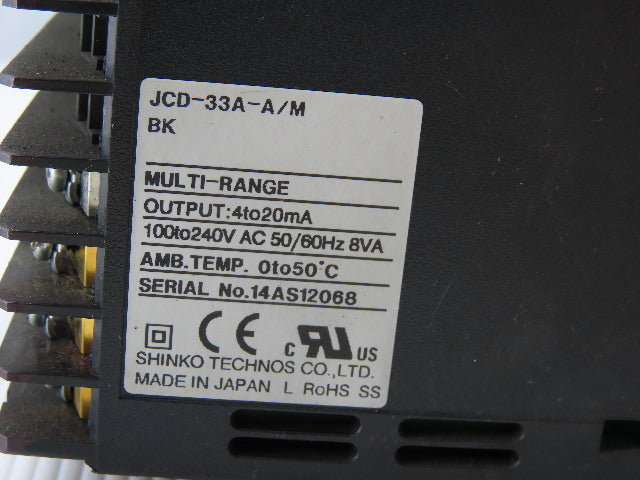 JCD-33A-A/M
BK
MULTI-RANGE
OUTPUT:4to20mA
100to240V AC 50/60Hz 8VA
AMB.TEMP. 0to50°C
SERIAL No.14AS12068
CE c RU US
SHINKO TECHNOS CO.,LTD.
MADE IN JAPAN L RoHS SS